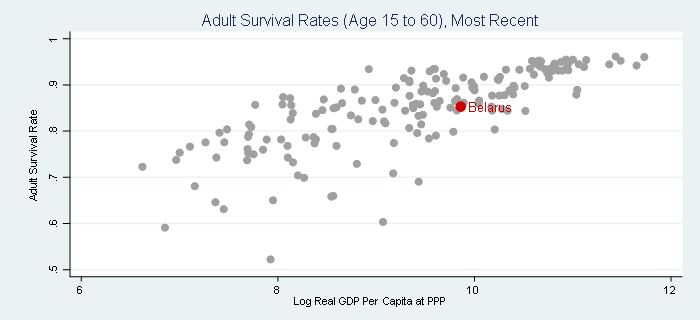 Adult Survival Rates (Age 15 to 60), Most Recent
Adult Survival Rate
1
.9
.8
.7
.6
.5
Belarus
6
8
10
12
Log Real GDP Per Capita at PPP